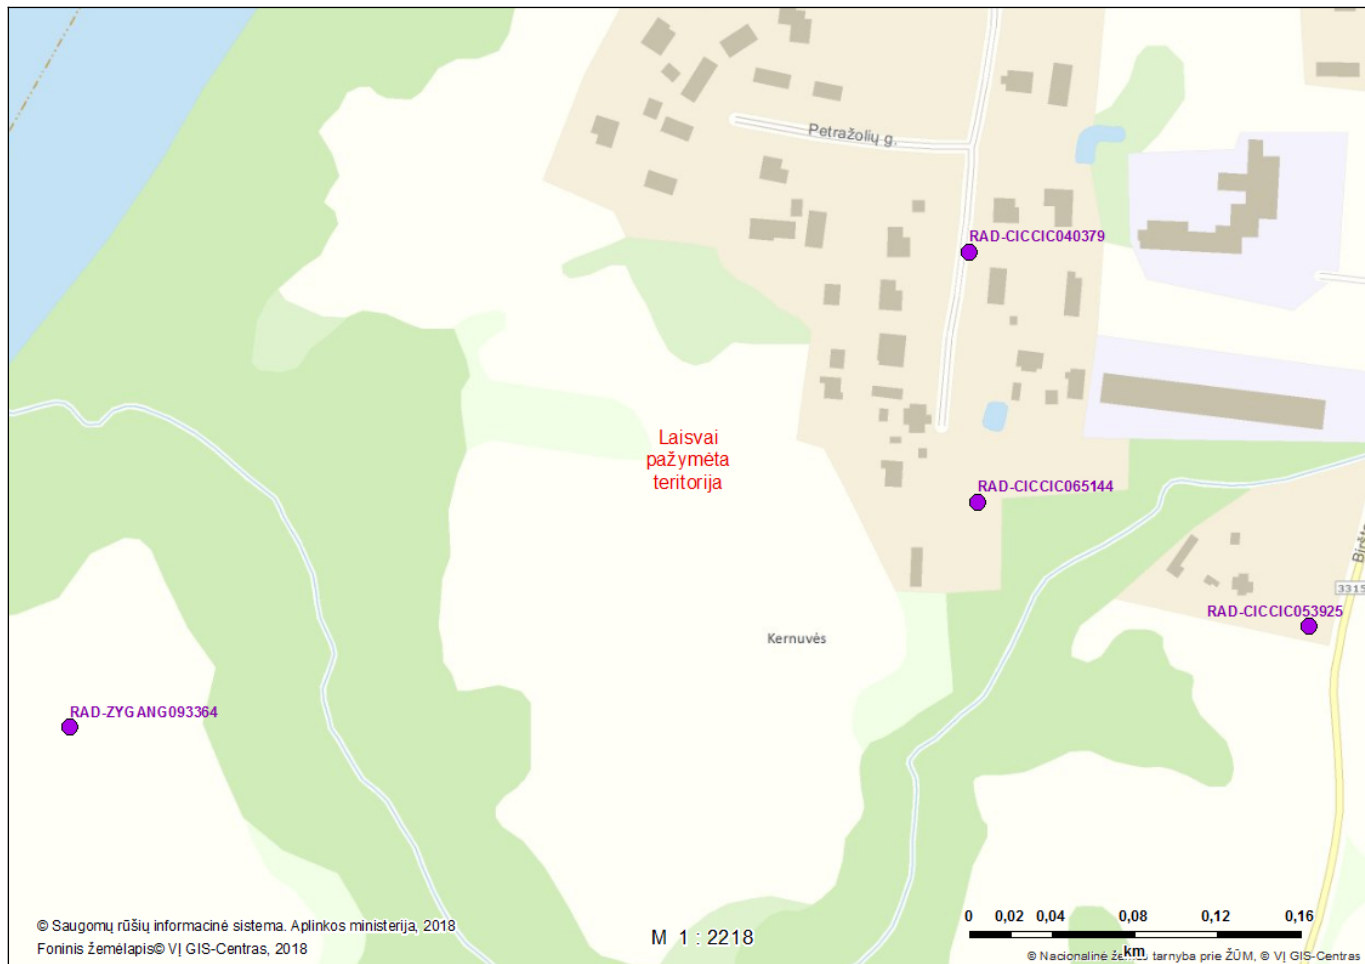 Petražolių g.
RAD-CICCIC040379
Laisvai
pažymėta
teritorija
RAD-CICCIC065144
3315
RAD-CICCIC053925
Kernuvės
RAD-ZYGANG093364
0 0,02 0,04 0,08 0,12 0,16
km
© Saugomų rūšių informacinė sistema. Aplinkos ministerija, 2018
Foninis žemėlapis© VĮ GIS-Centras, 2018
M 1 : 2218
© Nacionalinė tarnyba prie ŽŪM, © VĮ GIS-Centras